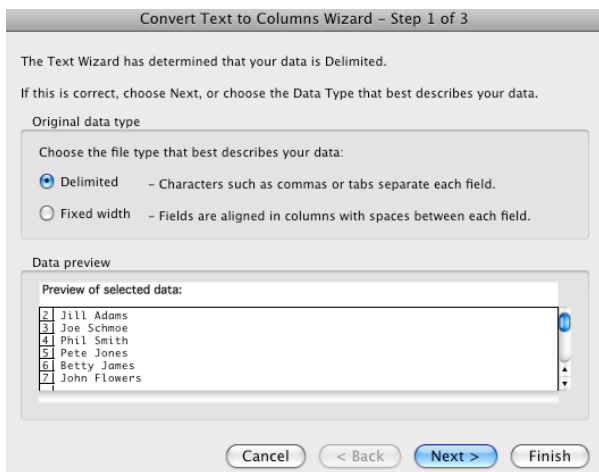 Convert Text to Columns Wizard – Step 1 of 3
The Text Wizard has determined that your data is Delimited.
If this is correct, choose Next, or choose the Data Type that best describes your data.
Original data type
Choose the file type that best describes your data:
Delimited – Characters such as commas or tabs separate each field.
Fixed width – Fields are aligned in columns with spaces between each field.
Data preview
Preview of selected data:
2 Jill Adams
3 Joe Schmoe
4 Phil Smith
5 Pete Jones
6 Betty James
7 John Flowers
Cancel < Back Next > Finish